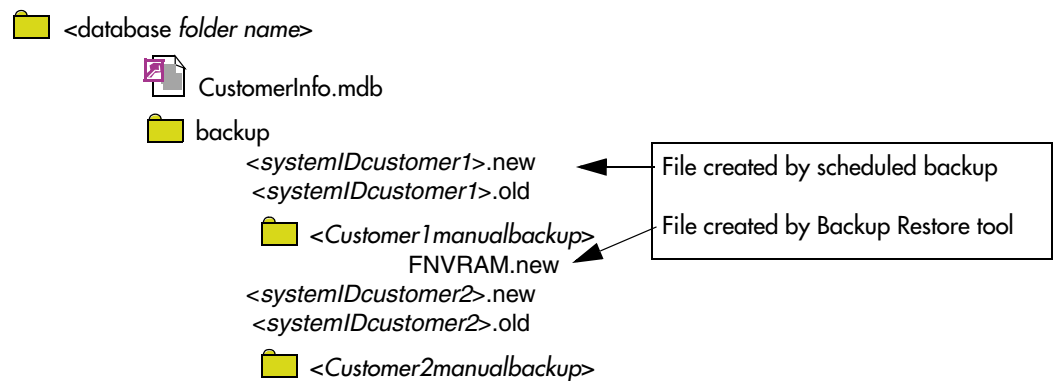 <database folder name>
CustomerInfo.mdb
backup
<systemIDcustomer1>.new
<systemIDcustomer1>.old
<Customer1manualbackup>
FNVRAM.new
<systemIDcustomer2>.new
<systemIDcustomer2>.old
<Customer2manualbackup>
File created by scheduled backup
File created by Backup Restore tool